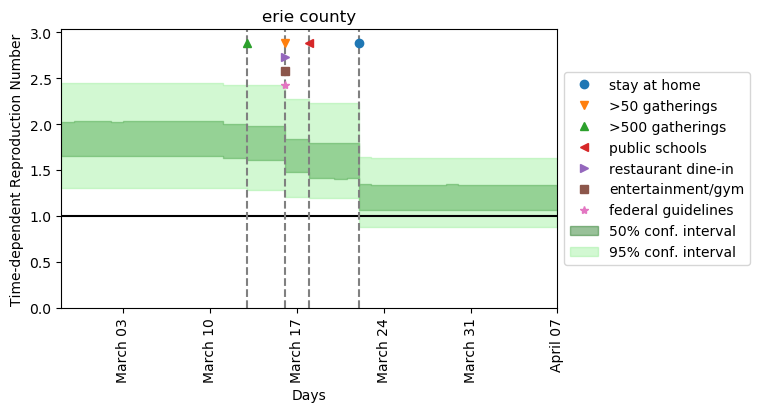 erie county
Time-dependent Reproduction Number
3.0
2.5
2.0
1.5
1.0
0.5
0.0
March 03
March 10
March 17
March 24
March 31
April 07
Days
stay at home
>50 gatherings
>500 gatherings
public schools
restaurant dine-in
entertainment/gym
federal guidelines
50% conf. interval
95% conf. interval